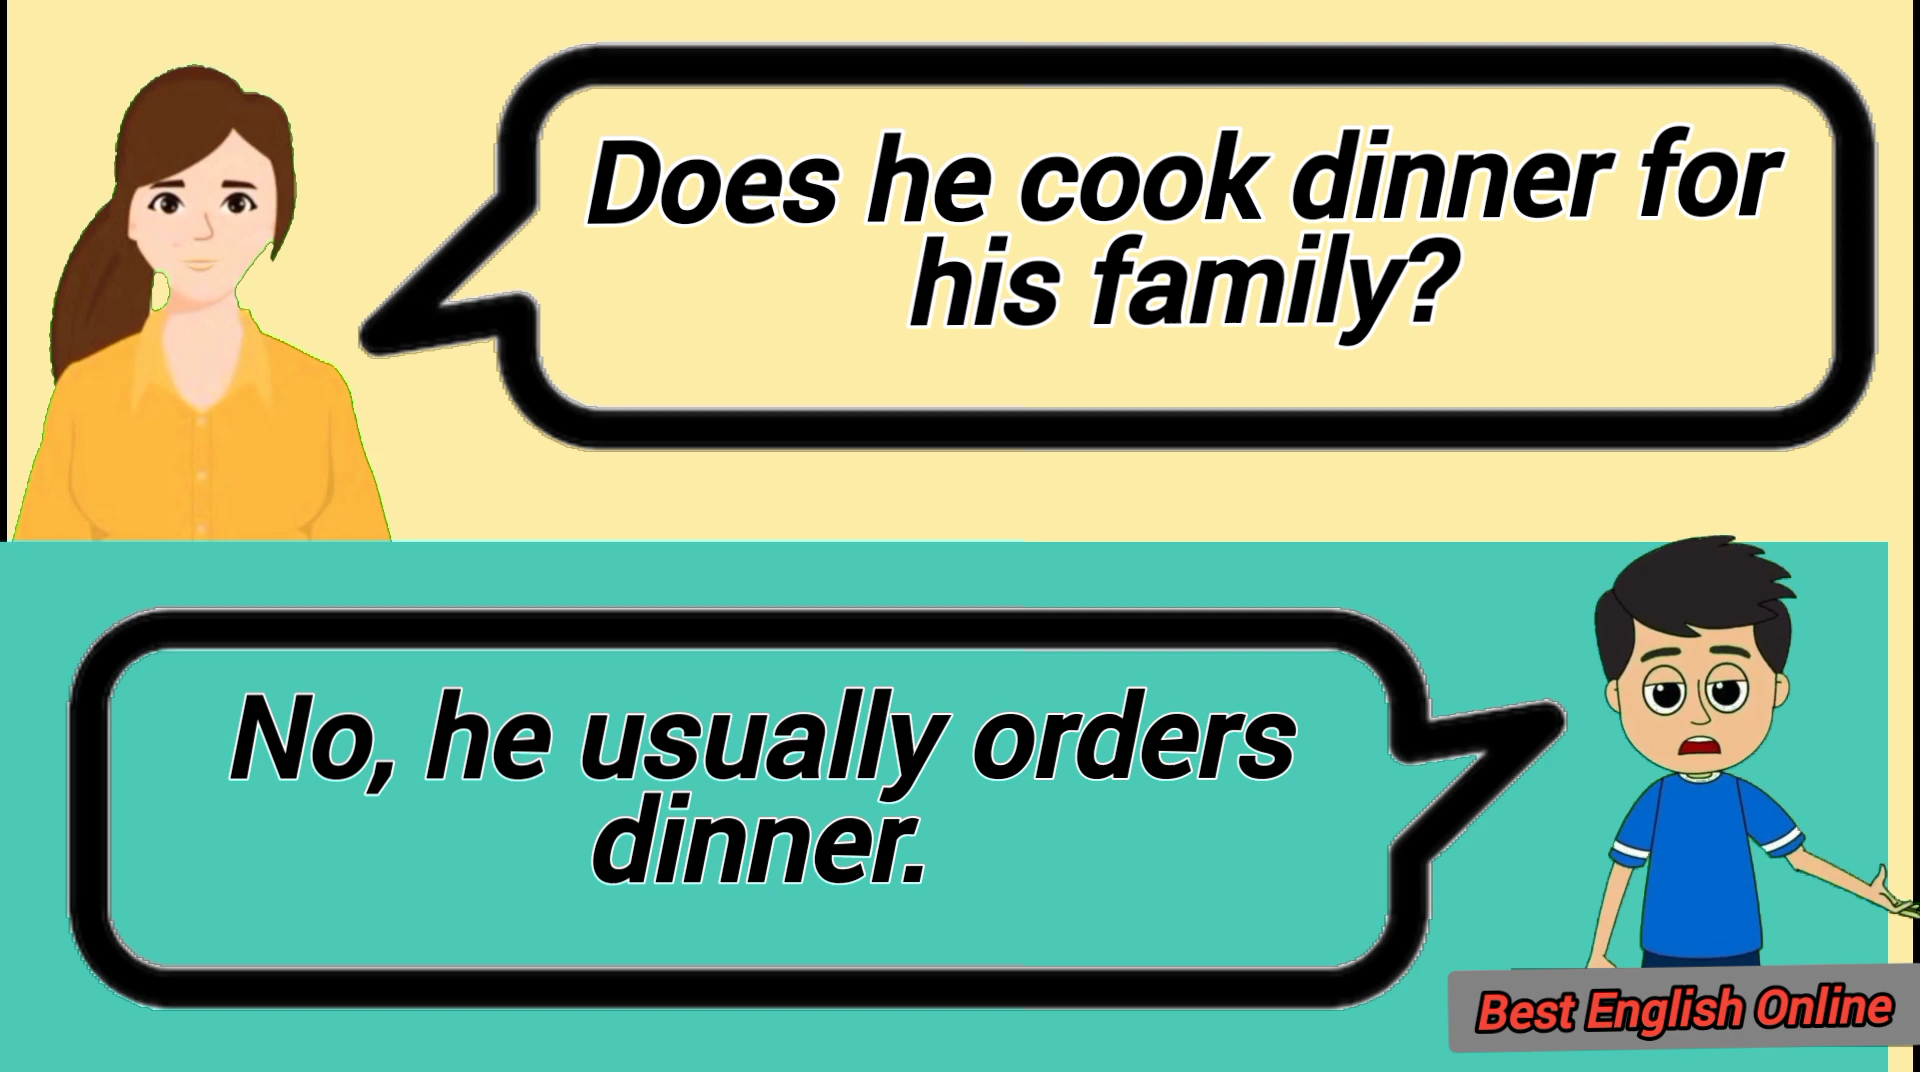 Does he cook dinner for
his family?
No, he usually orders
dinner.
Best English Online